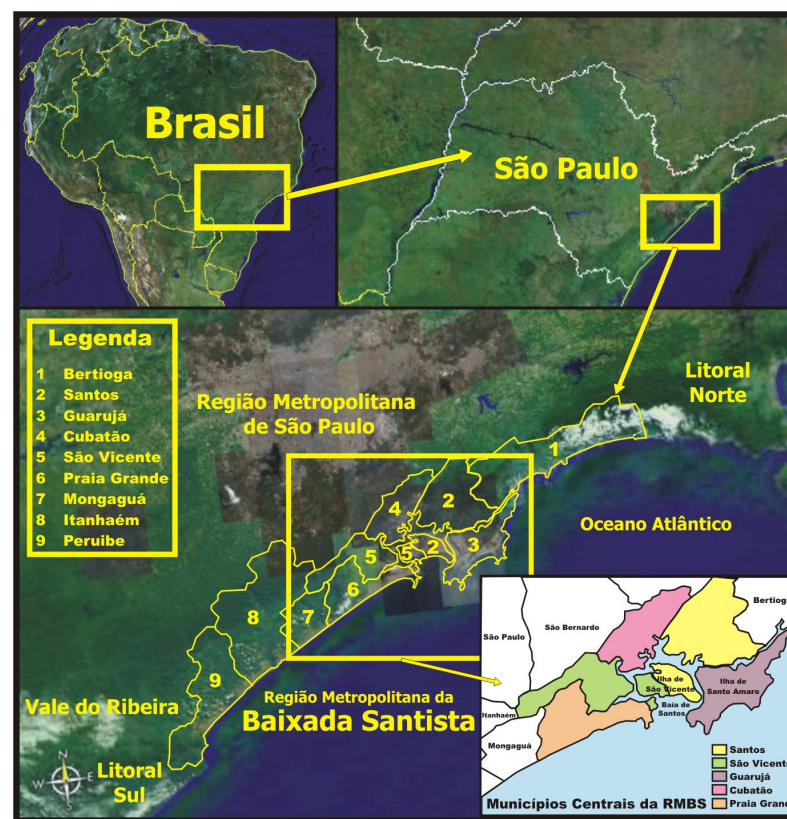 Brasil
São Paulo
Legenda
1 Bertioga
2 Santos
3 Guarujá
4 Cubatão
5 São Vicente
6 Praia Grande
7 Mongaguá
8 Itanhaém
9 Peruibe
Região Metropolitana
de São Paulo
Litoral
Norte
1
2
4
3
5
5
2
6
7
8
9
Oceano Atlântico
Vale do Ribeira
Região Metropolitana da
Baixada Santista
Litoral
Sul
N
W
E
S
Bertioga
São Bernardo
São Paulo
Ilha de
São Vicente
Ilha de
Santo Amaro
Baía de
Santos
Itanhaém
Mongaguá
Santos
São Vicente
Guarujá
Cubatão
Praia Grande
Municípios Centrais da RMBS